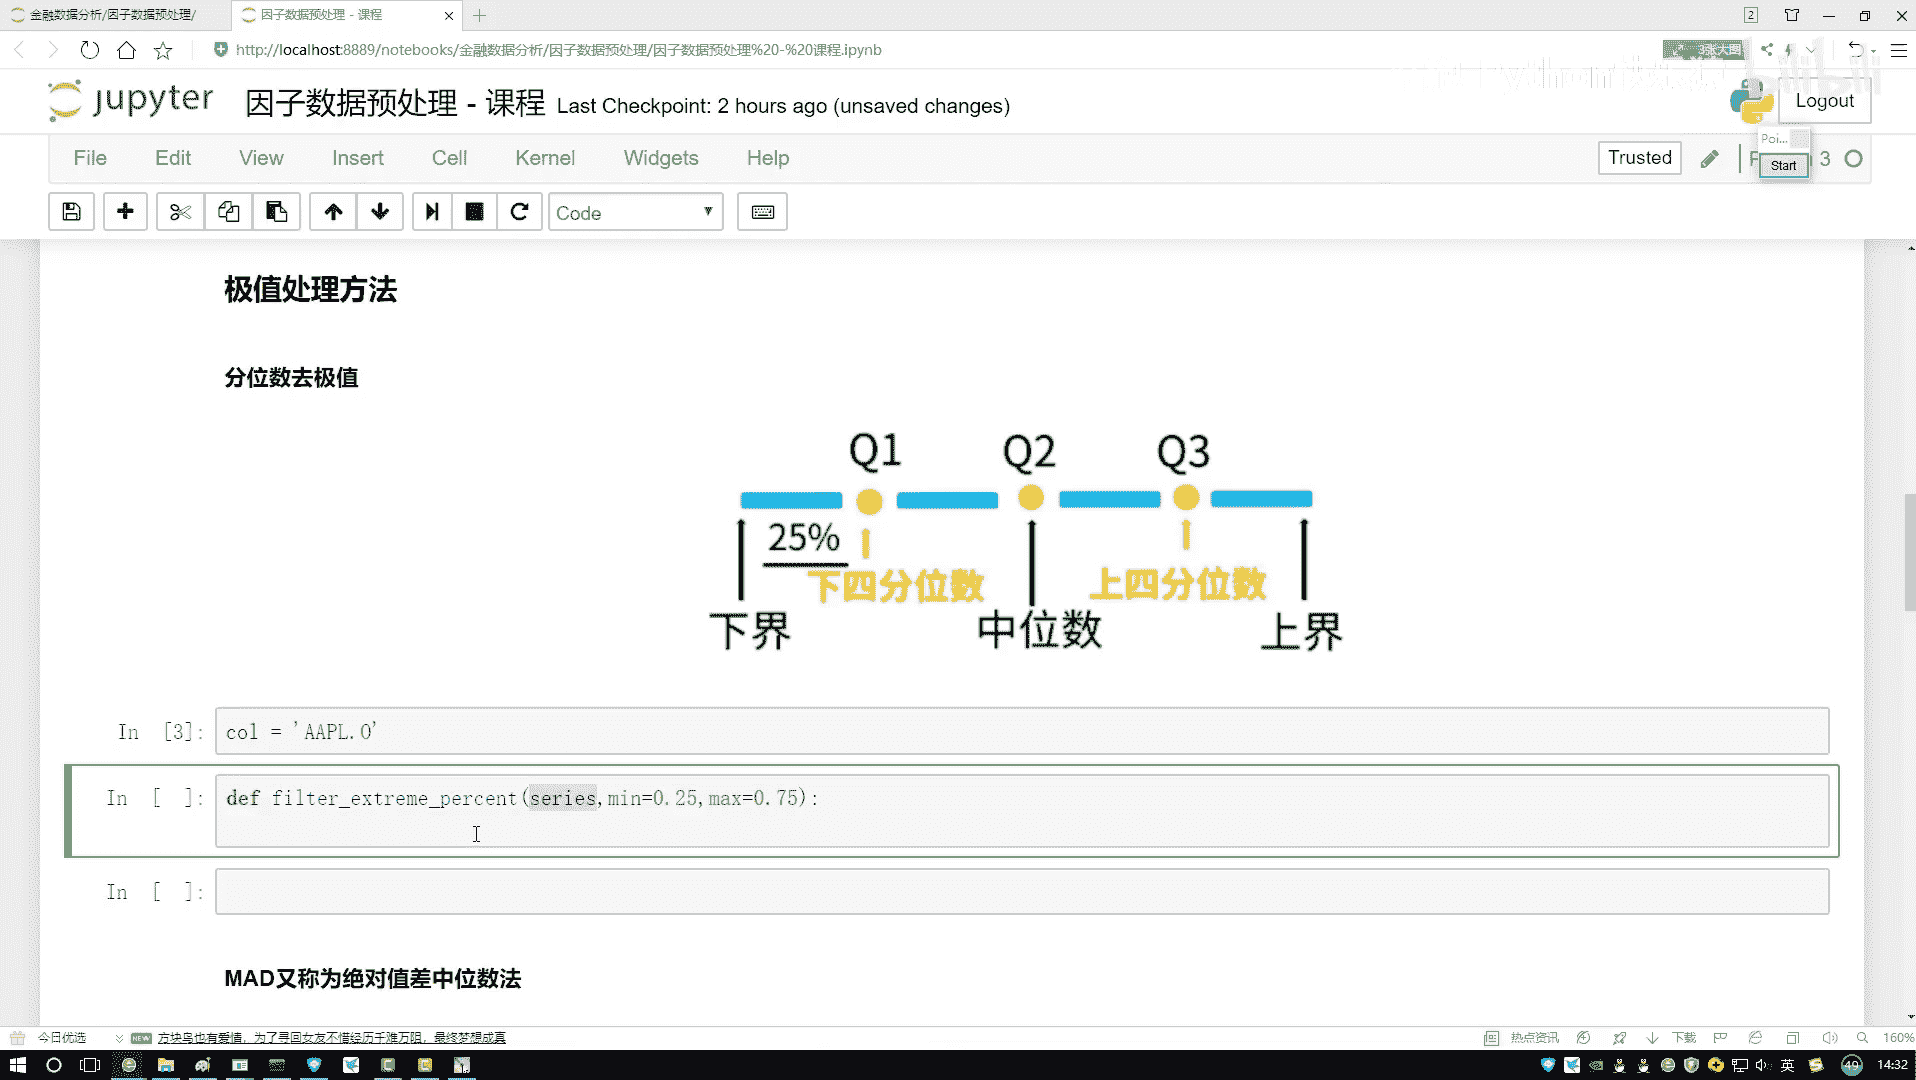 金融数据分析/因子数据预处理/
因子数据预处理 - 课程
2
http://localhost:8889/notebooks/金融数据分析/因子数据预处理/因子数据预处理%20-%20课程.ipynb
jupyter
因子数据预处理 - 课程 Last Checkpoint: 2 hours ago (unsaved changes)
bilibili
Logout
Poi...
Start
File Edit View Insert Cell Kernel Widgets Help
Trusted
3
Code
极值处理方法
分位数去极值
Q1 Q2 Q3
25%
下四分位数 上四分位数
下界 中位数 上界
In [3]: col = 'AAPL.O'
In [ ]: def filter_extreme_percent(series,min=0.25,max=0.75):
In [ ]:
MAD又称为绝对值差中位数法
今日优选 NEW 方块鸟也有爱情，为了寻回女友不惜经历千难万阻，最终梦想成真
热点资讯 下载 160%
英 49 14:32